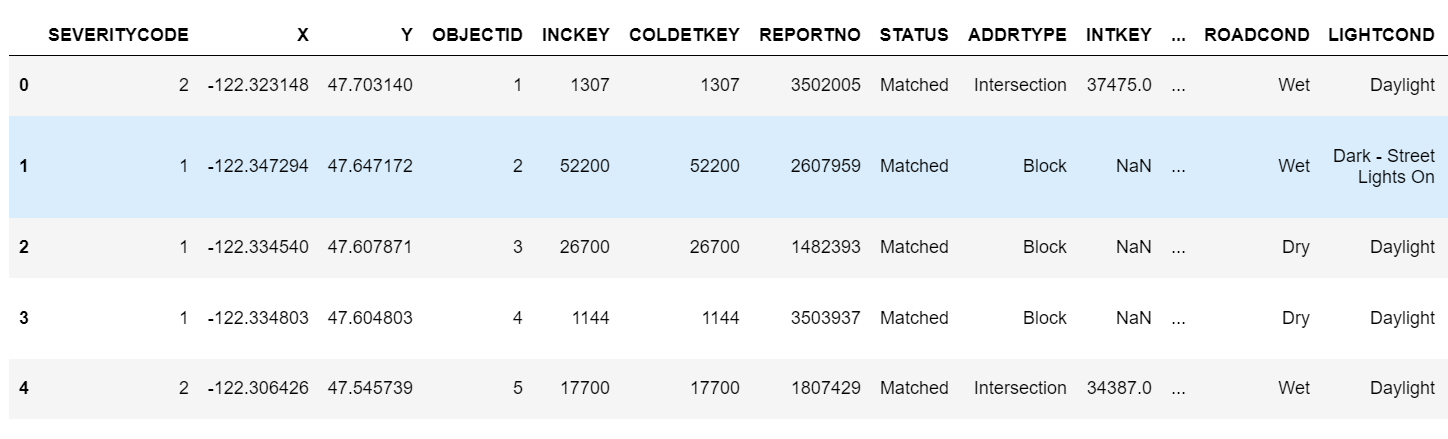 SEVERITYCODE X Y OBJECTID INCKEY COLDETKEY REPORTNO STATUS ADDRTYPE INTKEY ... ROADCOND LIGHTCOND
0 2 -122.323148 47.703140 1 1307 1307 3502005 Matched Intersection 37475.0 ... Wet Daylight
1 1 -122.347294 47.647172 2 52200 52200 2607959 Matched Block NaN ... Wet Dark - Street
Lights On
2 1 -122.334540 47.607871 3 26700 26700 1482393 Matched Block NaN ... Dry Daylight
3 1 -122.334803 47.604803 4 1144 1144 3503937 Matched Block NaN ... Dry Daylight
4 2 -122.306426 47.545739 5 17700 17700 1807429 Matched Intersection 34387.0 ... Wet Daylight